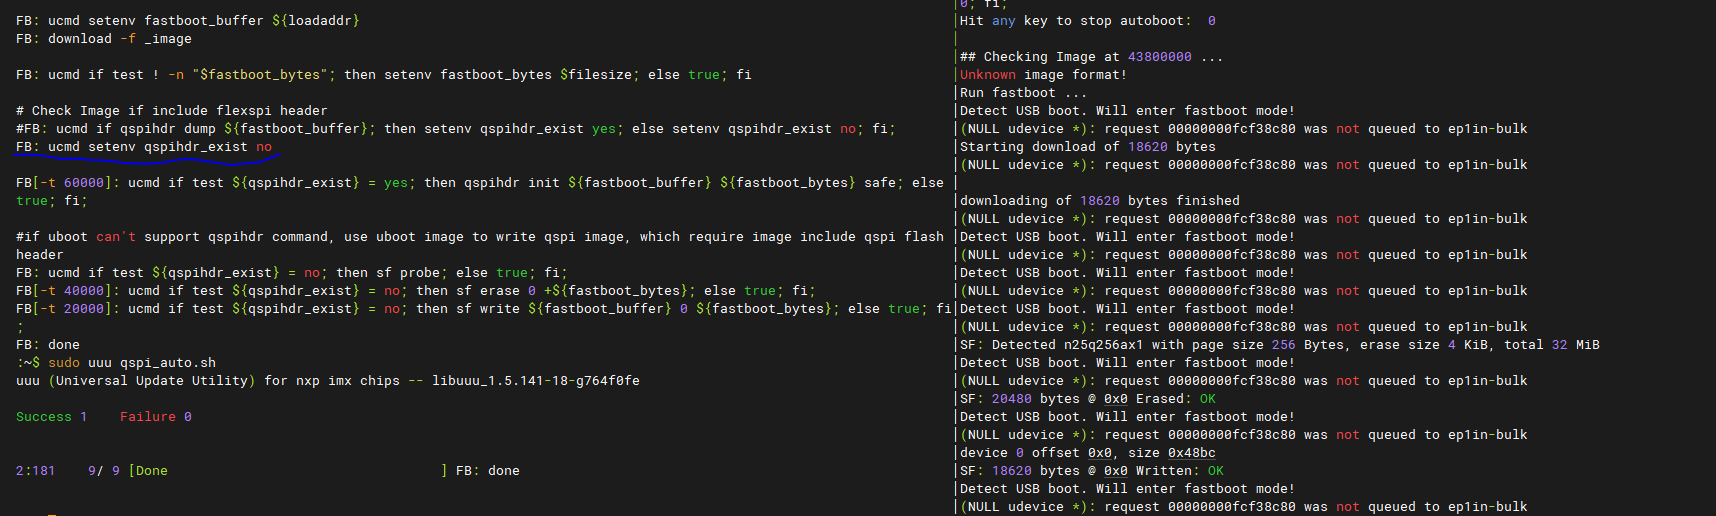 FB: ucmd setenv fastboot_buffer ${loadaddr}
FB: download -f _image
FB: ucmd if test ! -n "$fastboot_bytes"; then setenv fastboot_bytes $filesize; else true; fi
# Check Image if include flexspi header
#FB: ucmd if qspihdr dump ${fastboot_buffer}; then setenv qspihdr_exist yes; else setenv qspihdr_exist no; fi;
FB: ucmd setenv qspihdr_exist no
FB[-t 60000]: ucmd if test ${qspihdr_exist} = yes; then qspihdr init ${fastboot_buffer} ${fastboot_bytes} safe; else
true; fi;
#if uboot can't support qspihdr command, use uboot image to write qspi image, which require image include qspi flash
header
FB: ucmd if test ${qspihdr_exist} = no; then sf probe; else true; fi;
FB[-t 40000]: ucmd if test ${qspihdr_exist} = no; then sf erase 0 +${fastboot_bytes}; else true; fi;
FB[-t 20000]: ucmd if test ${qspihdr_exist} = no; then sf write ${fastboot_buffer} 0 ${fastboot_bytes}; else true; fi
;
FB: done
:~$ sudo uuu qspi_auto.sh
uuu (Universal Update Utility) for nxp imx chips -- libuuu_1.5.141-18-g764f0fe
Success 1    Failure 0
2:181    9/ 9 [Done                                  ] FB: done
0; fi;
Hit any key to stop autoboot:  0
## Checking Image at 43800000 ...
Unknown image format!
Run fastboot ...
Detect USB boot. Will enter fastboot mode!
(NULL udevice *): request 00000000fcf38c80 was not queued to ep1in-bulk
Starting download of 18620 bytes
(NULL udevice *): request 00000000fcf38c80 was not queued to ep1in-bulk
downloading of 18620 bytes finished
(NULL udevice *): request 00000000fcf38c80 was not queued to ep1in-bulk
Detect USB boot. Will enter fastboot mode!
(NULL udevice *): request 00000000fcf38c80 was not queued to ep1in-bulk
Detect USB boot. Will enter fastboot mode!
(NULL udevice *): request 00000000fcf38c80 was not queued to ep1in-bulk
Detect USB boot. Will enter fastboot mode!
(NULL udevice *): request 00000000fcf38c80 was not queued to ep1in-bulk
SF: Detected n25q256ax1 with page size 256 Bytes, erase size 4 KiB, total 32 MiB
Detect USB boot. Will enter fastboot mode!
(NULL udevice *): request 00000000fcf38c80 was not queued to ep1in-bulk
SF: 20480 bytes @ 0x0 Erased: OK
Detect USB boot. Will enter fastboot mode!
(NULL udevice *): request 00000000fcf38c80 was not queued to ep1in-bulk
device 0 offset 0x0, size 0x48bc
SF: 18620 bytes @ 0x0 Written: OK
Detect USB boot. Will enter fastboot mode!
(NULL udevice *): request 00000000fcf38c80 was not queued to ep1in-bulk